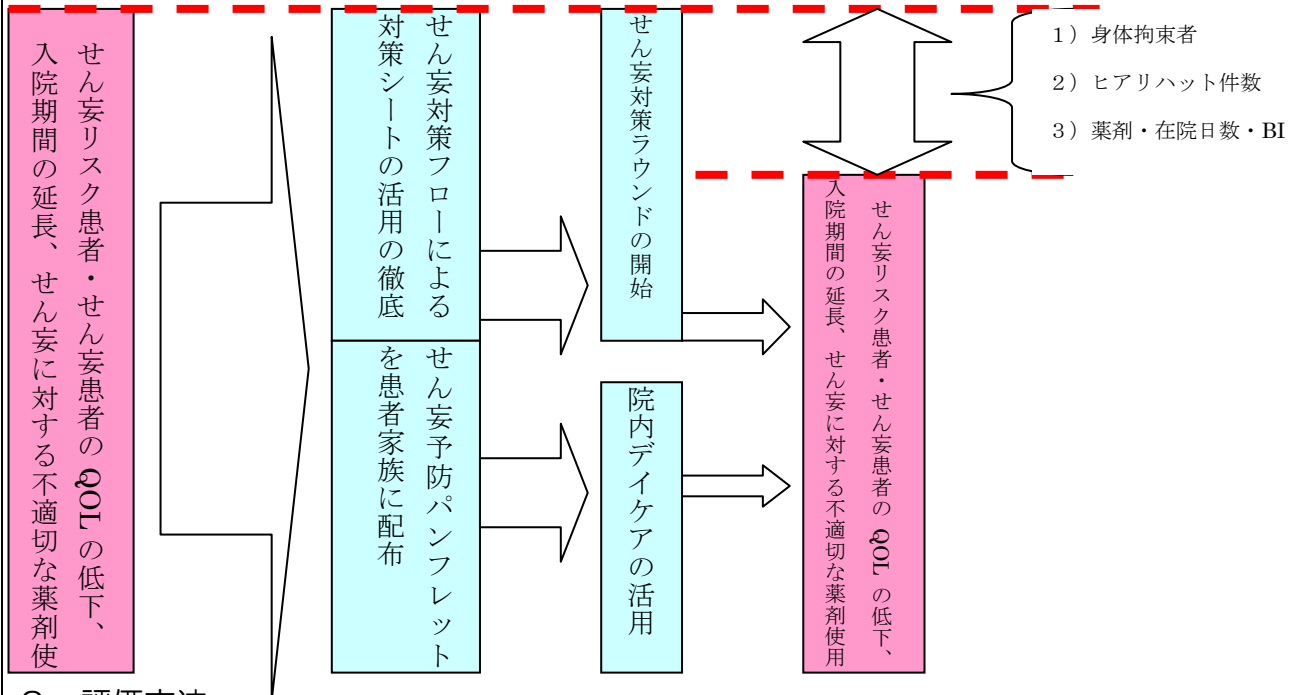 せん妄リスク患者・せん妄患者の QOL の低下、
入院期間の延長、せん妄に対する不適切な薬剤使
せん妄対策フローによる
対策シートの活用の徹底
せん妄予防パンフレット
を患者家族に配布
せん妄対策ラウンドの開始
院内デイケアの活用
せん妄リスク患者・せん妄患者の QOL の低下、
入院期間の延長、せん妄に対する不適切な薬剤使用
1）身体拘束者
2）ヒアリハット件数
3）薬剤・在院日数・BI